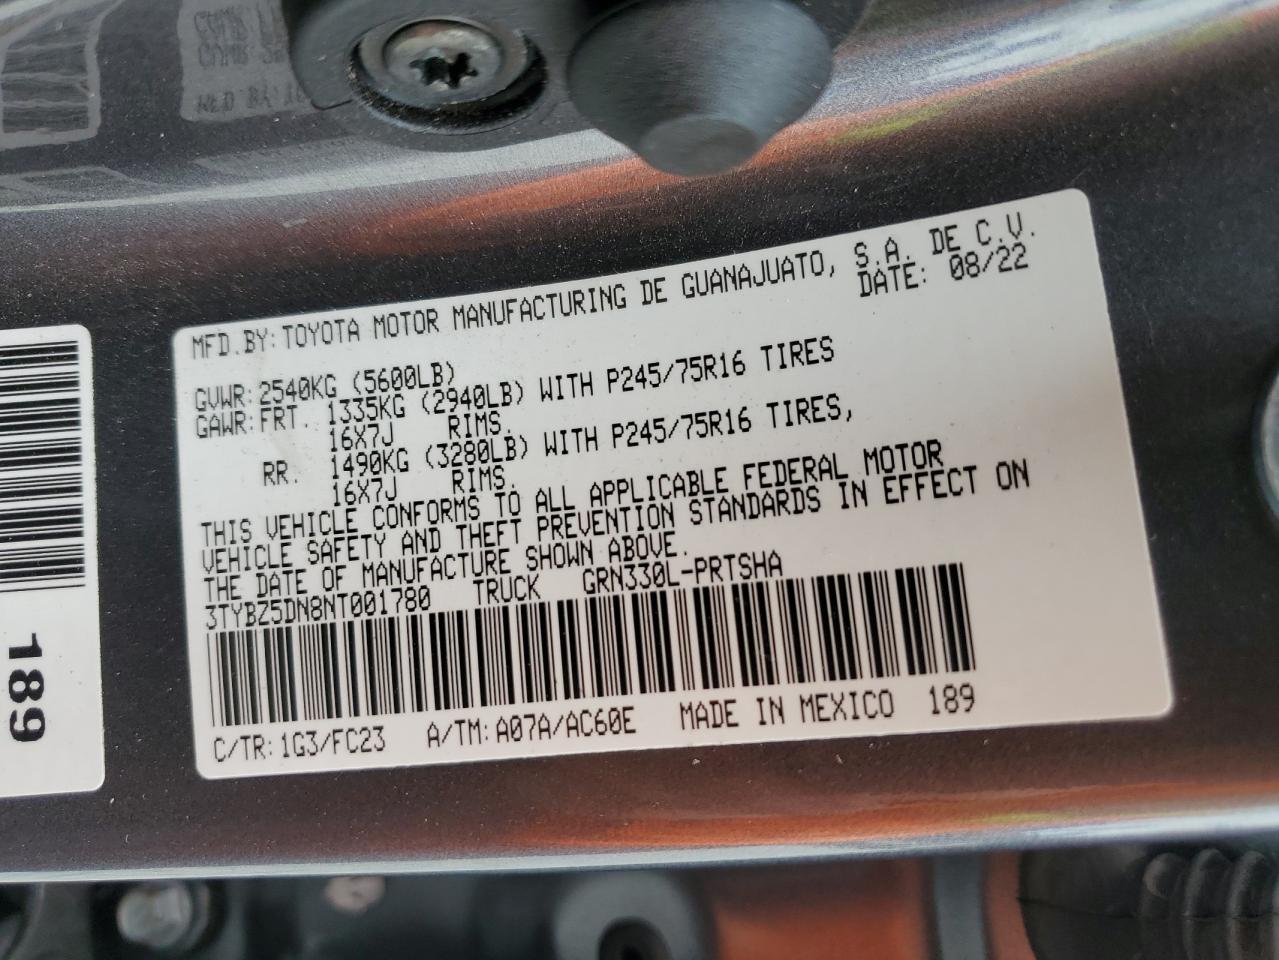 MFD.BY:TOYOTA MOTOR MANUFACTURING DE GUANAJUATO, S.A. DE C.V.
DATE: 08/22
GVWR:2540KG (5600LB)
GAWR:FRT. 1335KG (2940LB) WITH P245/75R16 TIRES
16X7J RIMS.
RR. 1490KG (3280LB) WITH P245/75R16 TIRES,
16X7J RIMS.
THIS VEHICLE CONFORMS TO ALL APPLICABLE FEDERAL MOTOR
VEHICLE SAFETY AND THEFT PREVENTION STANDARDS IN EFFECT ON
THE DATE OF MANUFACTURE SHOWN ABOVE.
3TYBZ5DN8NT001780 TRUCK GRN330L-PRTSHA
C/TR:1G3/FC23 A/TM:A07A/AC60E MADE IN MEXICO 189
189